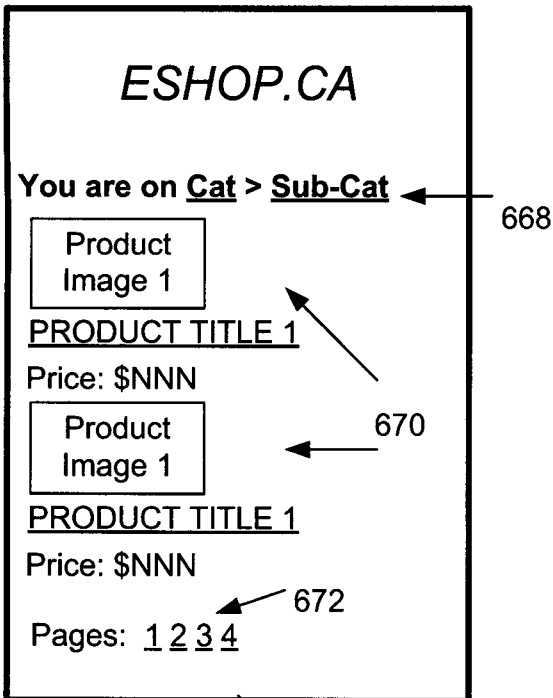 ESHOP.CA
You are on Cat > Sub-Cat
668
Product
Image 1
PRODUCT TITLE 1
Price: $NNN
670
Product
Image 1
PRODUCT TITLE 1
Price: $NNN
672
Pages: 1 2 3 4